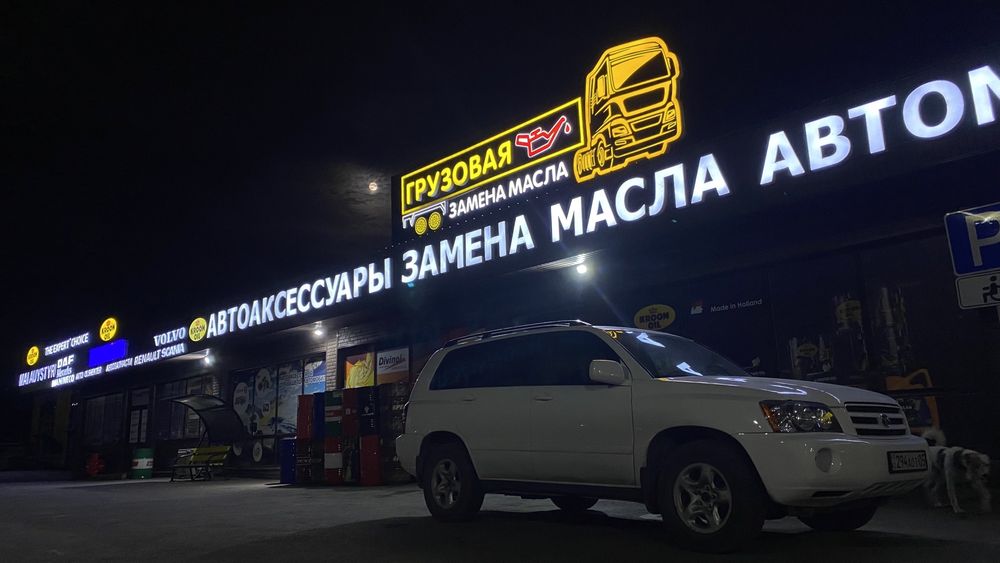 ГРУЗОВАЯ
ЗАМЕНА МАСЛА
АВТОАКСЕССУАРЫ ЗАМЕНА МАСЛА АВТОМ
THE EXPERT' CHOICE
DAF
VOLVO
RENAULT SCANIA
KROON
OIL
KROON
OIL
Made in Holland
Divinol
P